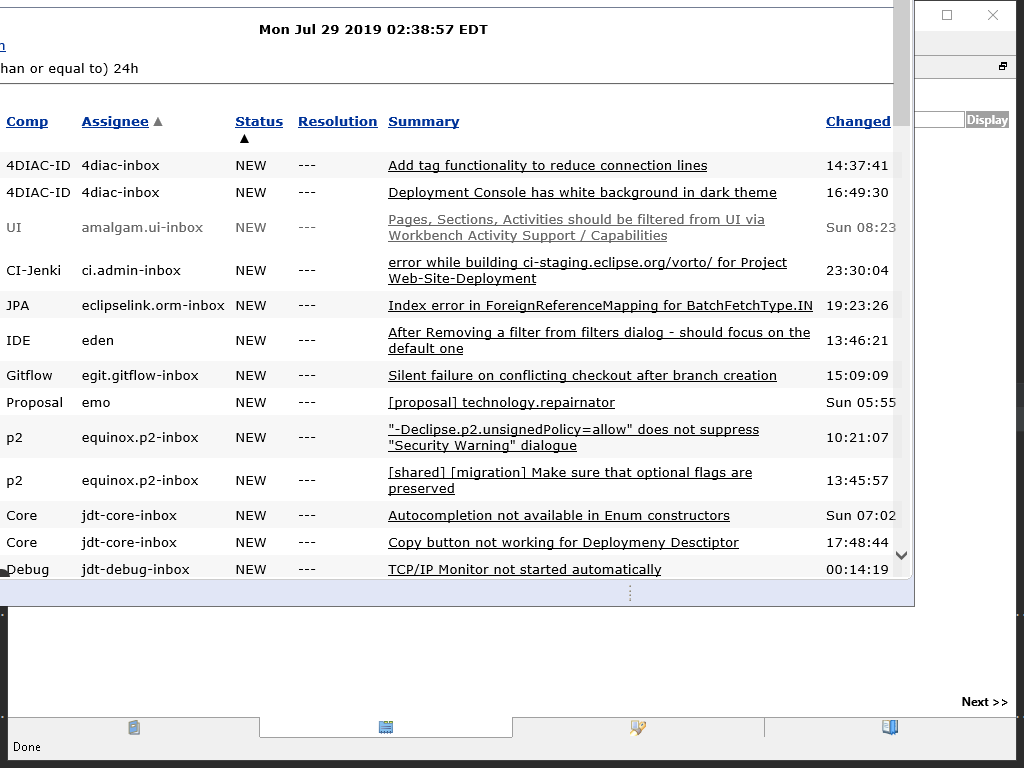 Mon Jul 29 2019 02:38:57 EDT
n
han or equal to) 24h
Display
Comp Assignee ▲ Status ▲ Resolution Summary Changed
4DIAC-ID 4diac-inbox NEW --- Add tag functionality to reduce connection lines 14:37:41
4DIAC-ID 4diac-inbox NEW --- Deployment Console has white background in dark theme 16:49:30
UI amalgam.ui-inbox NEW --- Pages, Sections, Activities should be filtered from UI via
Workbench Activity Support / Capabilities Sun 08:23
CI-Jenki ci.admin-inbox NEW --- error while building ci-staging.eclipse.org/vorto/ for Project
Web-Site-Deployment 23:30:04
JPA eclipselink.orm-inbox NEW --- Index error in ForeignReferenceMapping for BatchFetchType.IN 19:23:26
IDE eden NEW --- After Removing a filter from filters dialog - should focus on the
default one 13:46:21
Gitflow egit.gitflow-inbox NEW --- Silent failure on conflicting checkout after branch creation 15:09:09
Proposal emo NEW --- [proposal] technology.repairnator Sun 05:55
p2 equinox.p2-inbox NEW --- "-Declipse.p2.unsignedPolicy=allow" does not suppress
"Security Warning" dialogue 10:21:07
p2 equinox.p2-inbox NEW --- [shared] [migration] Make sure that optional flags are
preserved 13:45:57
Core jdt-core-inbox NEW --- Autocompletion not available in Enum constructors Sun 07:02
Core jdt-core-inbox NEW --- Copy button not working for Deploymeny Desctiptor 17:48:44
Debug jdt-debug-inbox NEW --- TCP/IP Monitor not started automatically 00:14:19
Next >>
Done